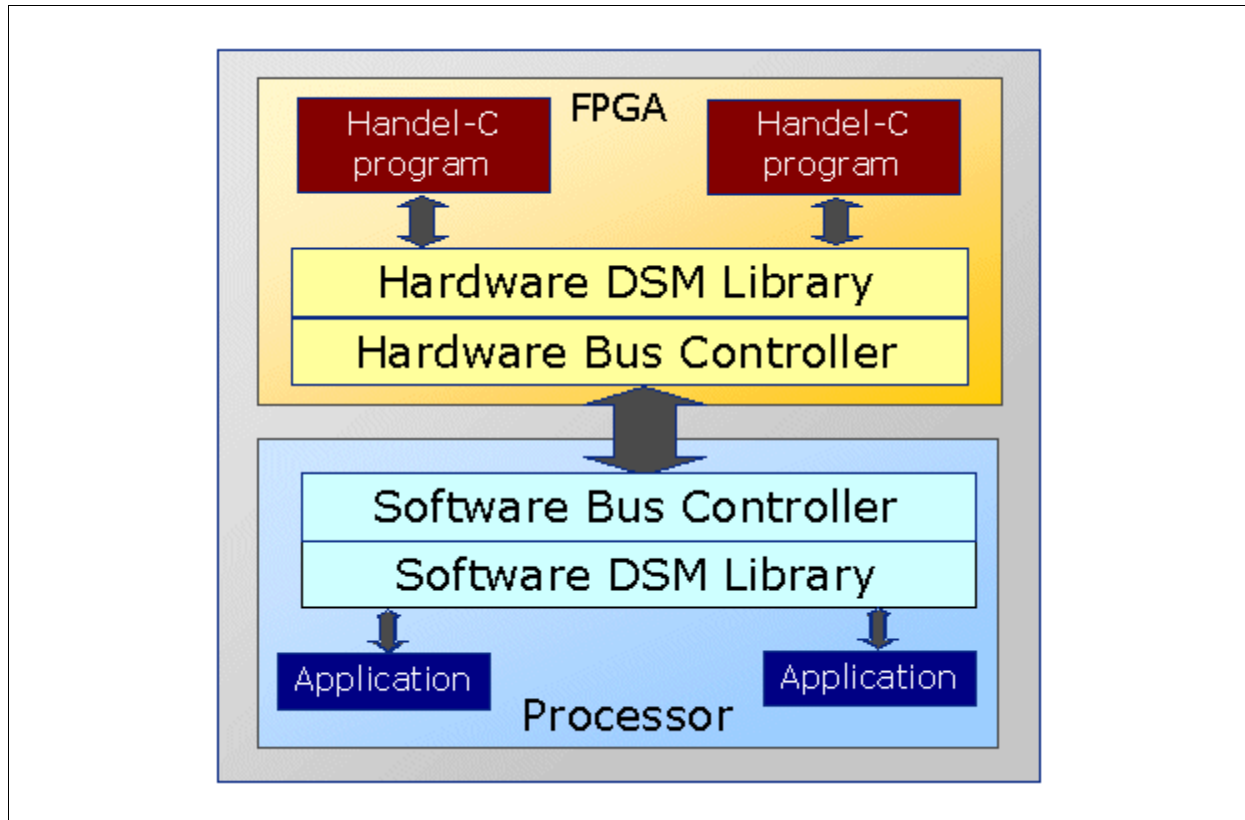 FPGA
Handel-C
program
Handel-C
program
Hardware DSM Library
Hardware Bus Controller
Software Bus Controller
Software DSM Library
Application
Application
Processor